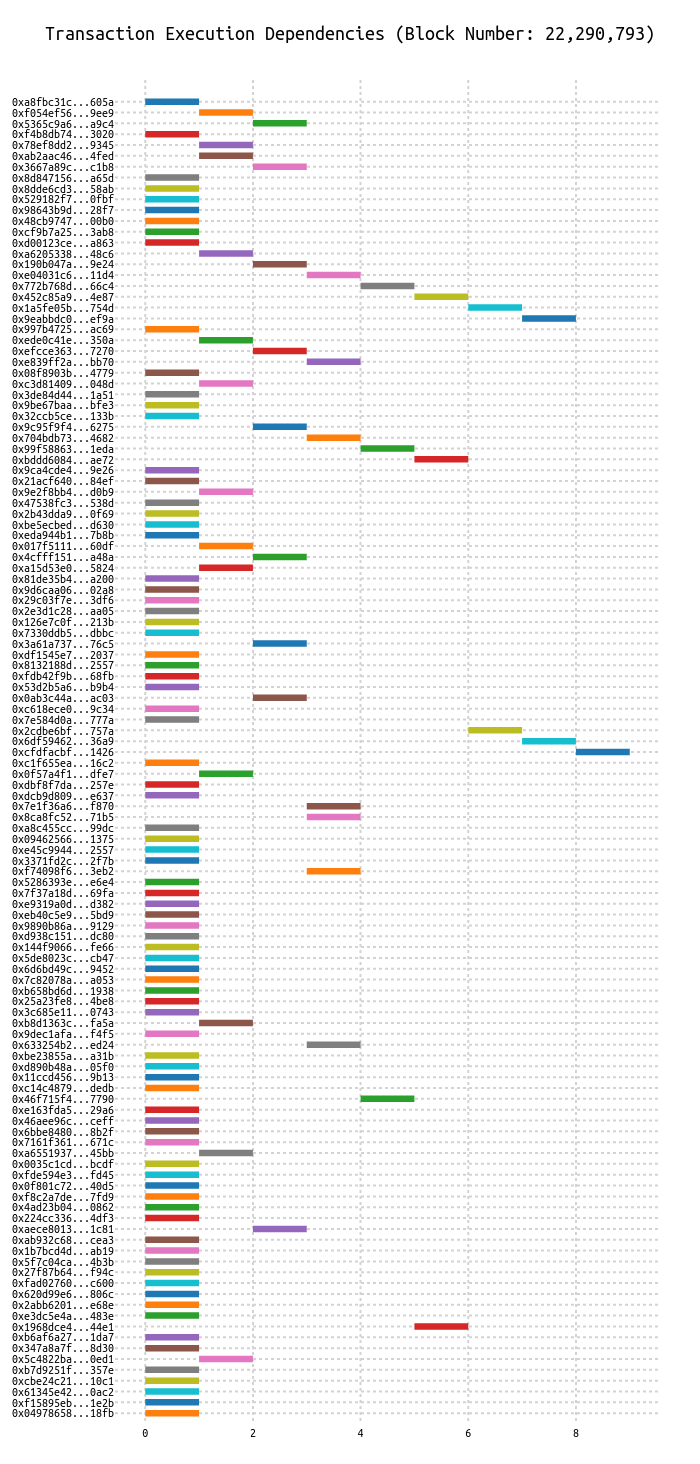 Transaction Execution Dependencies (Block Number: 22,290,793)
0xa8fbc31c...605a
0xf054ef56...9ee9
0x5365c9a6...a9c4
0xf4b8db74...3020
0x78ef8dd2...9345
0xab2aac46...4fed
0x3667a89c...c1b8
0x8d847156...a65d
0x8dde6cd3...58ab
0x529182f7...0fbf
0x98643b9d...28f7
0x48cb9747...00b0
0xcf9b7a25...3ab8
0xd00123ce...a863
0xa6205338...48c6
0x190b047a...9e24
0xe04031c6...11d4
0x772b768d...66c4
0x452c85a9...4e87
0x1a5fe05b...754d
0x9eabbdc0...ef9a
0x997b4725...ac69
0xede0c41e...350a
0xefcce363...7270
0xe839ff2a...bb70
0x08f8903b...4779
0xc3d81409...048d
0x3de84d44...1a51
0x9be67baa...bfe3
0x32ccb5ce...133b
0x9c95f9f4...6275
0x704bdb73...4682
0x99f58863...1eda
0xbddd6084...ae72
0x9ca4cde4...9e26
0x21acf640...84ef
0x9e2f8bb4...d0b9
0x47538fc3...538d
0x2b43dda9...0f69
0xbe5ecbed...d630
0xeda944b1...7b8b
0x017f5111...60df
0x4cfff151...a48a
0xa15d53e0...5824
0x81de35b4...a200
0x9d6caa06...02a8
0x29c03f7e...3df6
0x2e3d1c28...aa05
0x126e7c0f...213b
0x7330ddb5...dbbc
0x3a61a737...76c5
0xdf1545e7...2037
0x8132188d...2557
0xfdb42f9b...68fb
0x53d2b5a6...b9b4
0x0ab3c44a...ac03
0xc618ece0...9c34
0x7e584d0a...777a
0x2cdbe6bf...757a
0x6df59462...36a9
0xcfdfacbf...1426
0xc1f655ea...16c2
0x0f57a4f1...dfe7
0xdbf8f7da...257e
0xdcb9d809...e637
0x7e1f36a6...f870
0x8ca8fc52...71b5
0xa8c455cc...99dc
0x09462566...1375
0xe45c9944...2557
0x3371fd2c...2f7b
0xf74098f6...3eb2
0x5286393e...e6e4
0x7f37a18d...69fa
0xe9319a0d...d382
0xeb40c5e9...5bd9
0x9890b86a...9129
0xd938c151...dc80
0x144f9066...fe66
0x5de8023c...cb47
0x6d6bd49c...9452
0x7c82078a...a053
0xb658bd6d...1938
0x25a23fe8...4be8
0x3c685e11...0743
0xb8d1363c...fa5a
0x9dec1afa...f4f5
0x633254b2...ed24
0xbe23855a...a31b
0xd890b48a...05f0
0x11ccd456...9b13
0xc14c4879...dedb
0x46f715f4...7790
0xe163fda5...29a6
0x46aee96c...ceff
0x6bbe8480...8b2f
0x7161f361...671c
0xa6551937...45bb
0x0035c1cd...bcdf
0xfde594e3...fd45
0x0f801c72...40d5
0xf8c2a7de...7fd9
0x4ad23b04...0862
0x224cc336...4df3
0xaece8013...1c81
0xab932c68...cea3
0x1b7bcd4d...ab19
0x5f7c04ca...4b3b
0x27f87b64...f94c
0xfad02760...c600
0x620d99e6...806c
0x2abb6201...e68e
0xe3dc5e4a...483e
0x1968dce4...44e1
0xb6af6a27...1da7
0x347a8a7f...8d30
0x5c4822ba...0ed1
0xb7d9251f...357e
0xcbe24c21...10c1
0x61345e42...0ac2
0xf15895eb...1e2b
0x04978658...18fb
0 2 4 6 8